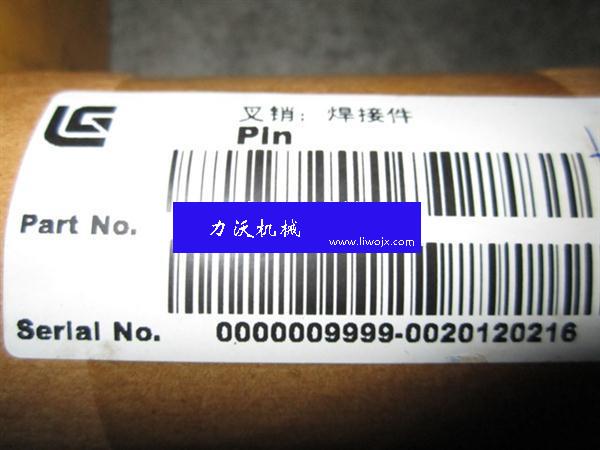 叉销：焊接件
Pin
Part No.
力沃机械
www.liwojx.com
Serial No. 0000009999-0020120216